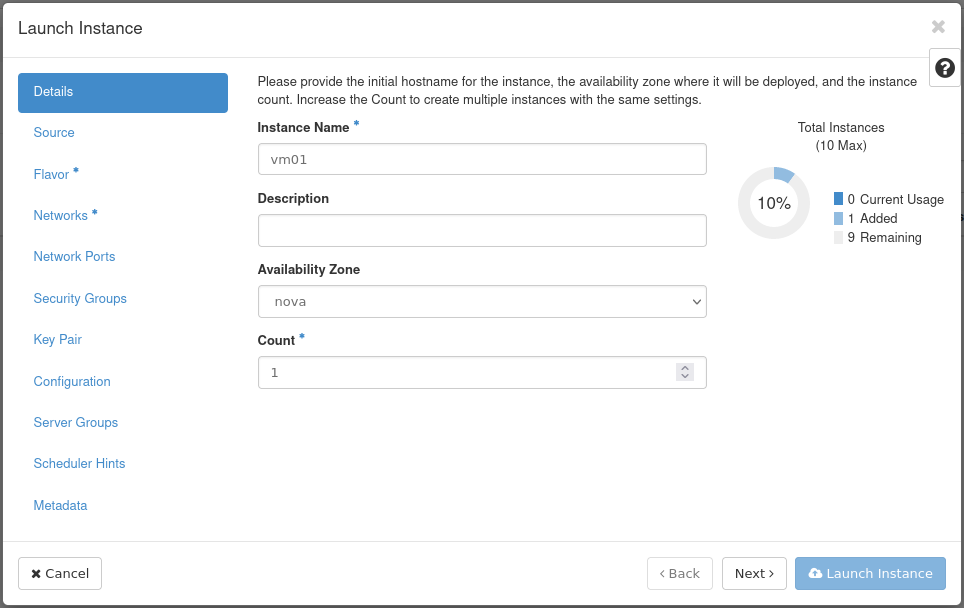 Launch Instance
Details
Source
Flavor *
Networks *
Network Ports
Security Groups
Key Pair
Configuration
Server Groups
Scheduler Hints
Metadata
Please provide the initial hostname for the instance, the availability zone where it will be deployed, and the instance
count. Increase the Count to create multiple instances with the same settings.
Instance Name *
vm01
Description
Availability Zone
nova
Count *
1
Total Instances
(10 Max)
10%
0 Current Usage
1 Added
9 Remaining
✖ Cancel
‹ Back
Next ›
Launch Instance